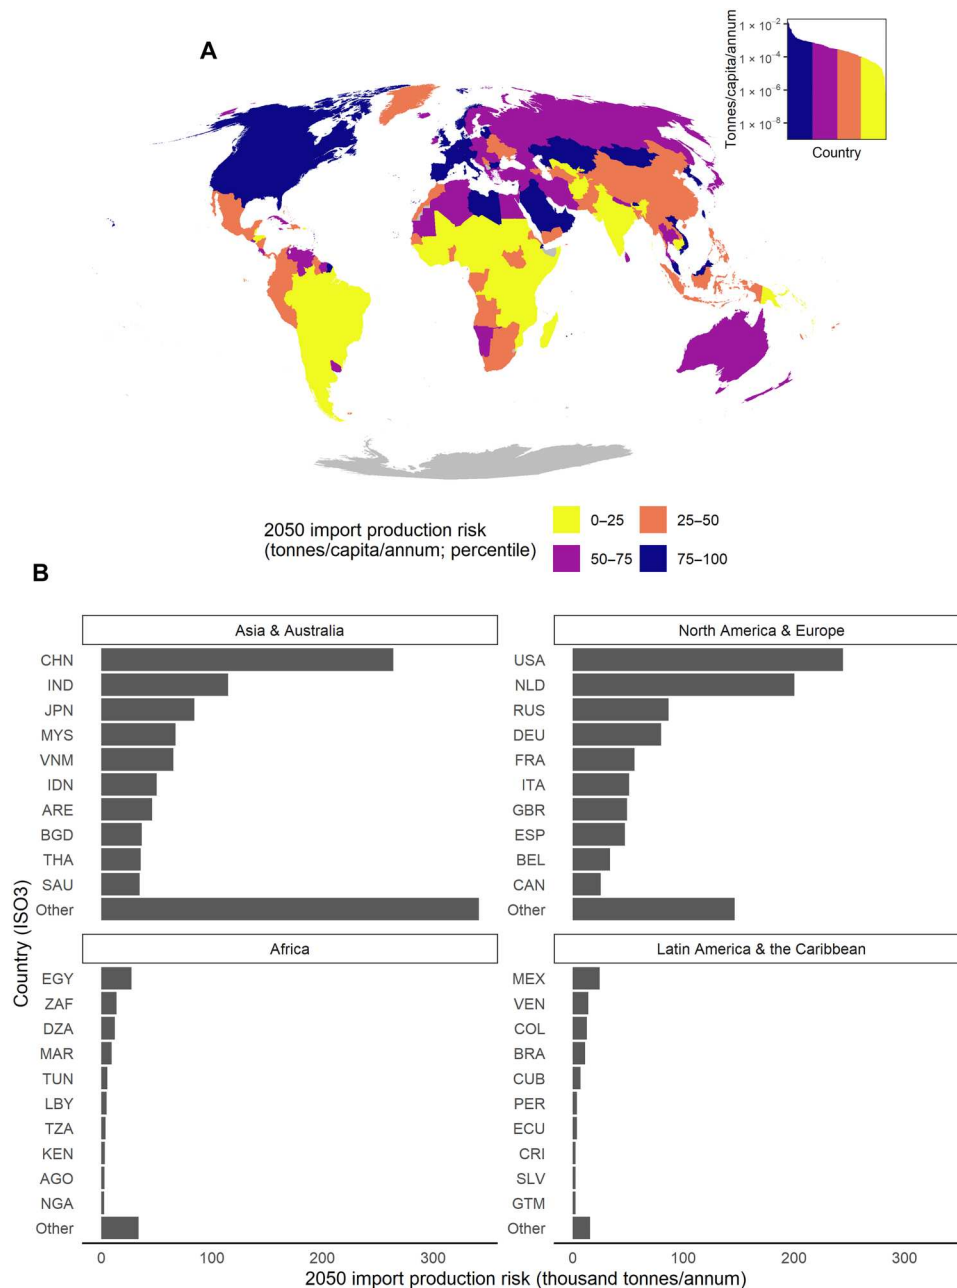 A
Tonnes/capita/annum
1 × 10⁻²
1 × 10⁻⁴
1 × 10⁻⁶
1 × 10⁻⁸
Country
2050 import production risk
(tonnes/capita/annum; percentile)
0–25
25–50
50–75
75–100
B
Country (ISO3)
Asia & Australia
CHN
IND
JPN
MYS
VNM
IDN
ARE
BGD
THA
SAU
Other
North America & Europe
USA
NLD
RUS
DEU
FRA
ITA
GBR
ESP
BEL
CAN
Other
Africa
EGY
ZAF
DZA
MAR
TUN
LBY
TZA
KEN
AGO
NGA
Other
0 100 200 300
Latin America & the Caribbean
MEX
VEN
COL
BRA
CUB
PER
ECU
CRI
SLV
GTM
Other
0 100 200 300
2050 import production risk (thousand tonnes/annum)